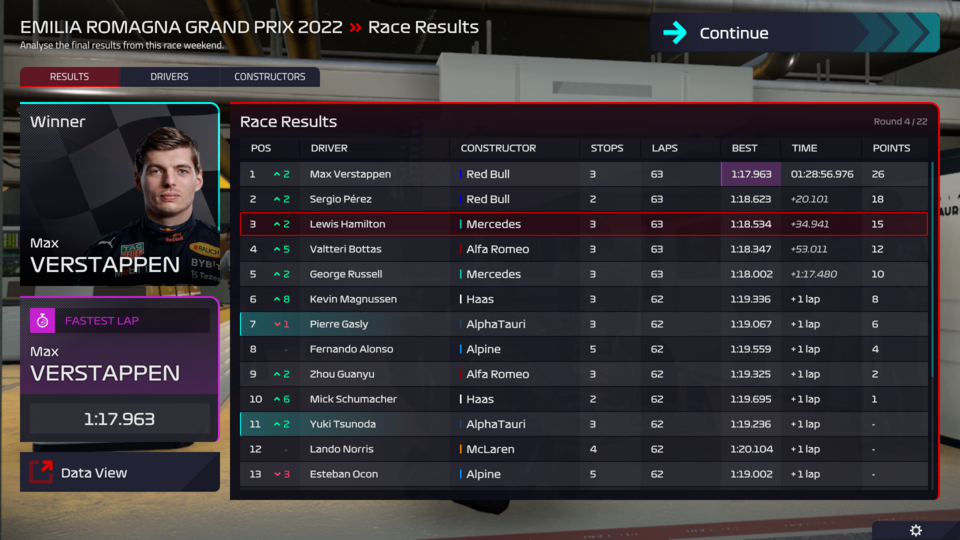 EMILIA ROMAGNA GRAND PRIX 2022 » Race Results
Analyse the final results from this race weekend.
Continue
RESULTS DRIVERS CONSTRUCTORS
Winner
Max
VERSTAPPEN
FASTEST LAP
Max
VERSTAPPEN
1:17.963
Data View
Race Results Round 4 / 22
POS DRIVER CONSTRUCTOR STOPS LAPS BEST TIME POINTS
1 2 Max Verstappen Red Bull 3 63 1:17.963 01:28:56.976 26
2 2 Sergio Pérez Red Bull 2 63 1:18.623 +20.101 18
3 2 Lewis Hamilton Mercedes 3 63 1:18.534 +34.941 15
4 5 Valtteri Bottas Alfa Romeo 3 63 1:18.347 +53.011 12
5 2 George Russell Mercedes 3 63 1:18.002 +1:17.480 10
6 8 Kevin Magnussen Haas 3 62 1:19.336 +1 lap 8
7 1 Pierre Gasly AlphaTauri 3 62 1:19.067 +1 lap 6
8 - Fernando Alonso Alpine 5 62 1:19.559 +1 lap 4
9 2 Zhou Guanyu Alfa Romeo 3 62 1:19.325 +1 lap 2
10 6 Mick Schumacher Haas 2 62 1:19.695 +1 lap 1
11 2 Yuki Tsunoda AlphaTauri 3 62 1:19.236 +1 lap -
12 - Lando Norris McLaren 4 62 1:20.104 +1 lap -
13 3 Esteban Ocon Alpine 5 62 1:19.002 +1 lap -